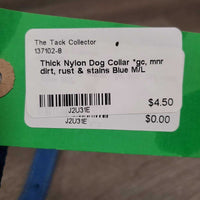 The Tack Collector
137102-8
Thick Nylon Dog Collar *gc, mnr
dirt, rust & stains Blue M/L
$4.50
J2U31E
$0.00
J2U31E